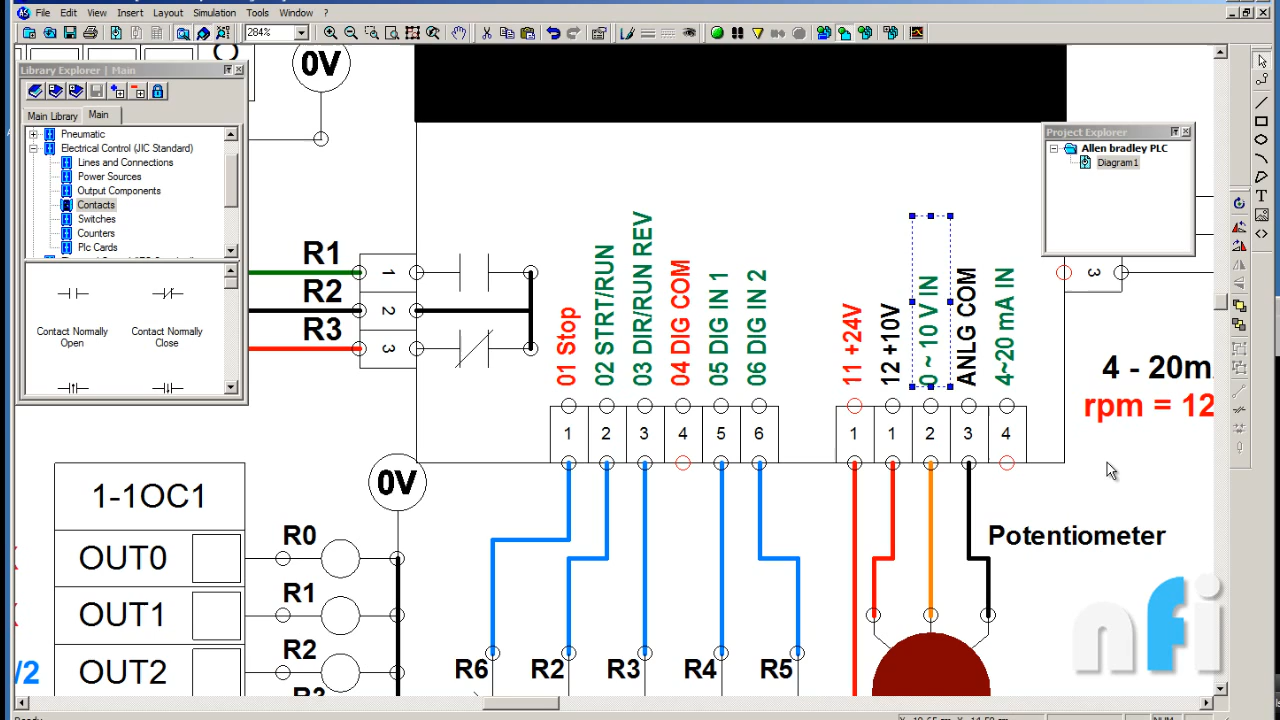 File Edit View Insert Layout Simulation Tools Window ?
284%
0V
Library Explorer | Main
Main Library Main
Pneumatic
Electrical Control (JIC Standard)
Lines and Connections
Power Sources
Output Components
Contacts
Switches
Counters
Plc Cards
Contact Normally Open
Contact Normally Close
Project Explorer
Allen bradley PLC
Diagram1
R1
R2
R3
1
2
3
01 Stop
02 STRT/RUN
03 DIR/RUN REV
04 DIG COM
05 DIG IN 1
06 DIG IN 2
11 +24V
12 +10V
0 ~ 10 V IN
ANLG COM
4~20 mA IN
3
4 - 20m
rpm = 12
1 2 3 4 5 6
1 1 2 3 4
0V
1-1OC1
OUT0
OUT1
OUT2
R0
R1
R2
/2
Potentiometer
R6 R2 R3 R4 R5
nfi